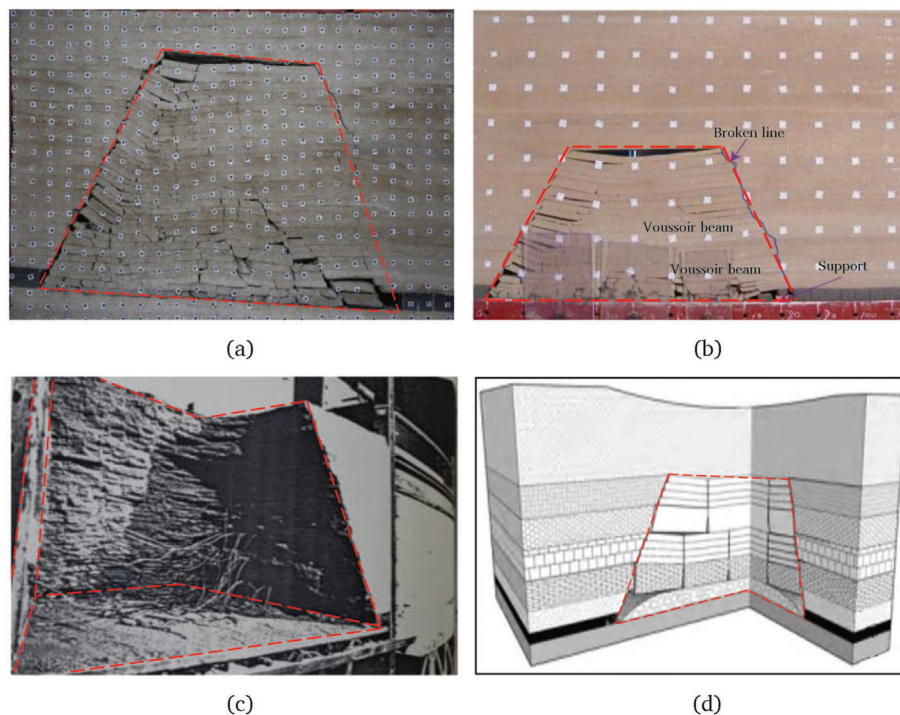 Broken line
Voussoir beam
Voussoir beam
Support
(a)
(b)
(c)
(d)